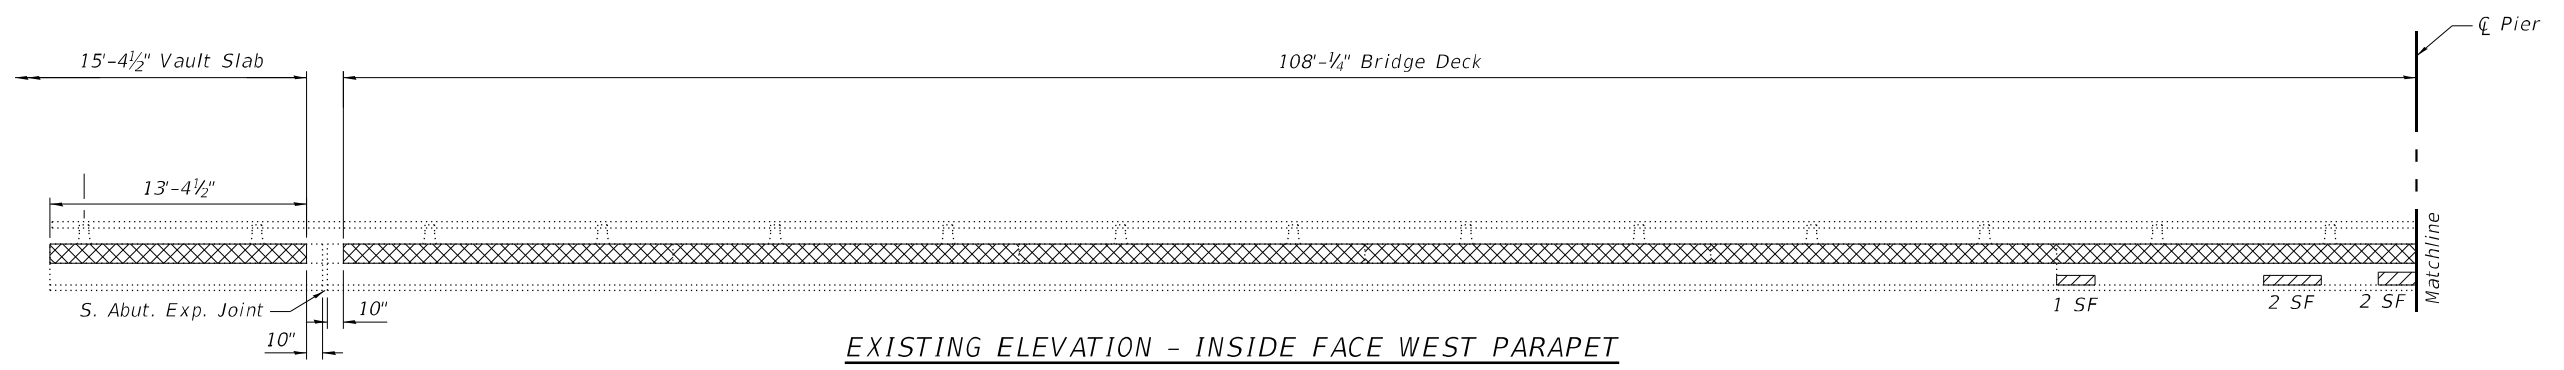 ℄ Pier
15'-4½" Vault Slab
108'-¼" Bridge Deck
13'-4½"
Matchline
S. Abut. Exp. Joint
10"
1 SF
2 SF
2 SF
10"
EXISTING ELEVATION - INSIDE FACE WEST PARAPET